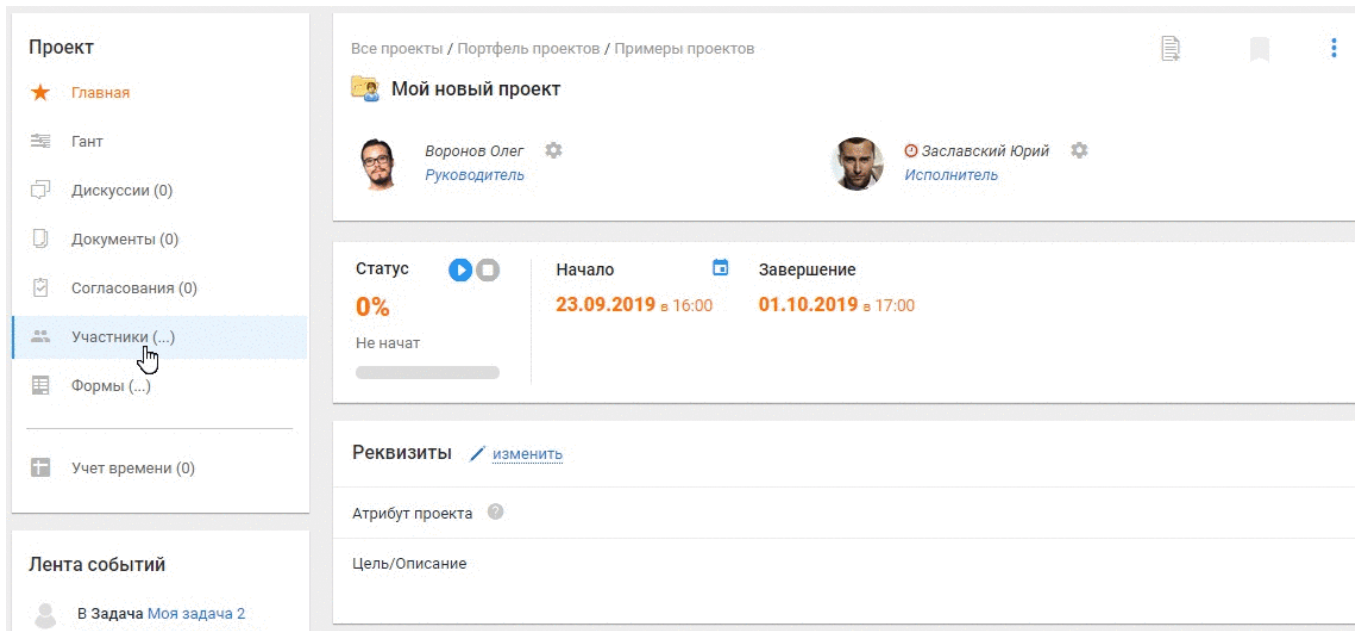 Проект
Главная
Гант
Дискуссии (0)
Документы (0)
Согласования (0)
Участники (...)
Формы (...)
Учет времени (0)
Лента событий
В Задача Моя задача 2
Все проекты / Портфель проектов / Примеры проектов
Мой новый проект
Воронов Олег
Руководитель
Заславский Юрий
Исполнитель
Статус
0%
Не начат
Начало
23.09.2019 в 16:00
Завершение
01.10.2019 в 17:00
Реквизиты изменить
Атрибут проекта ?
Цель/Описание